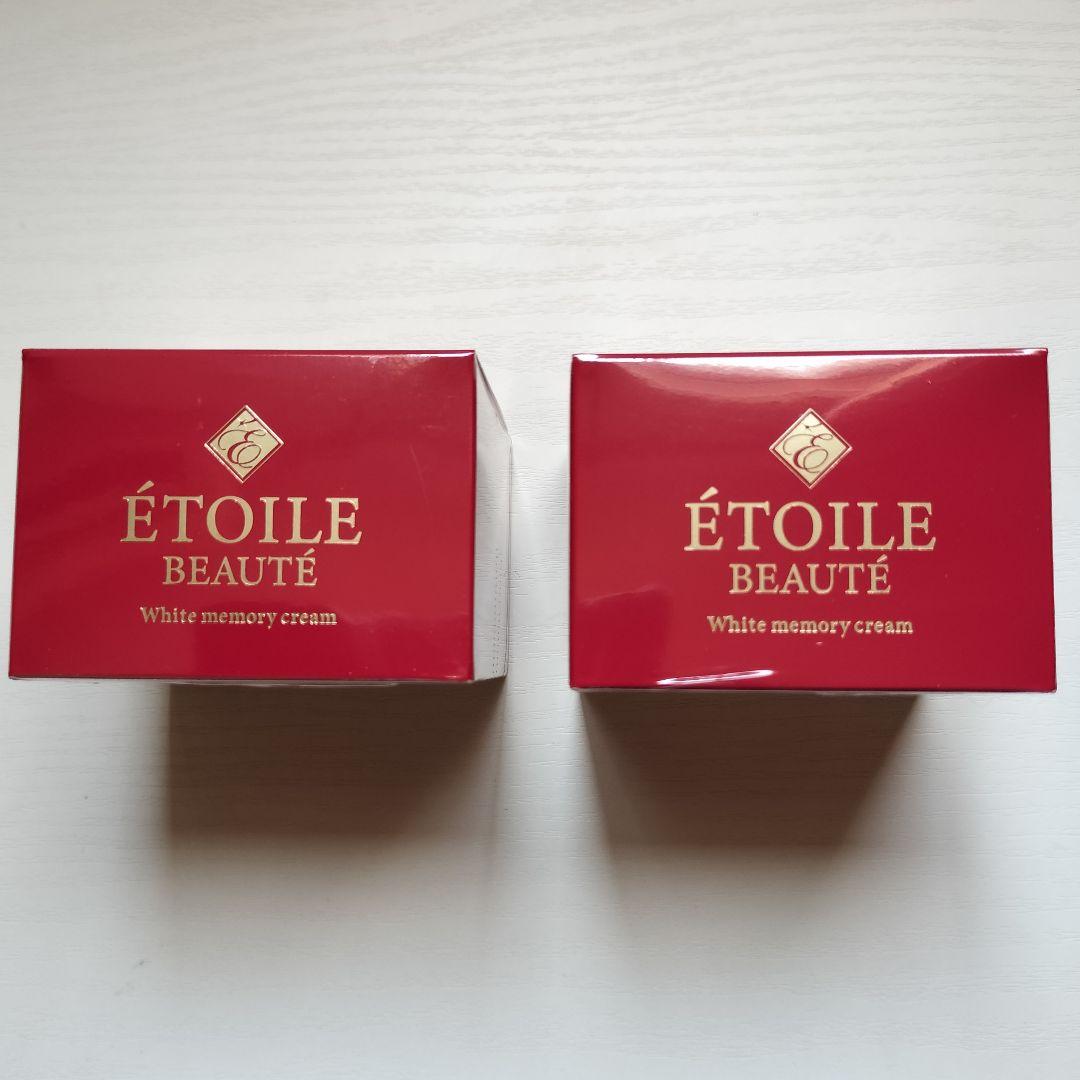 É
ÉTOILE
BEAUTÉ
White memory cream
É
ÉTOILE
BEAUTÉ
White memory cream